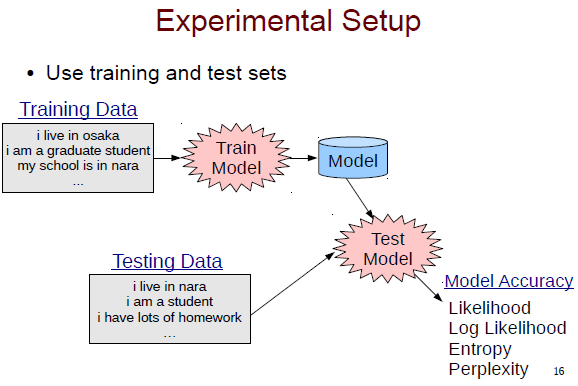 Experimental Setup
• Use training and test sets
Training Data
i live in osaka
i am a graduate student
my school is in nara
...
Train
Model
Model
Testing Data
i live in nara
i am a student
i have lots of homework
...
Test
Model
Model Accuracy
Likelihood
Log Likelihood
Entropy
Perplexity
16